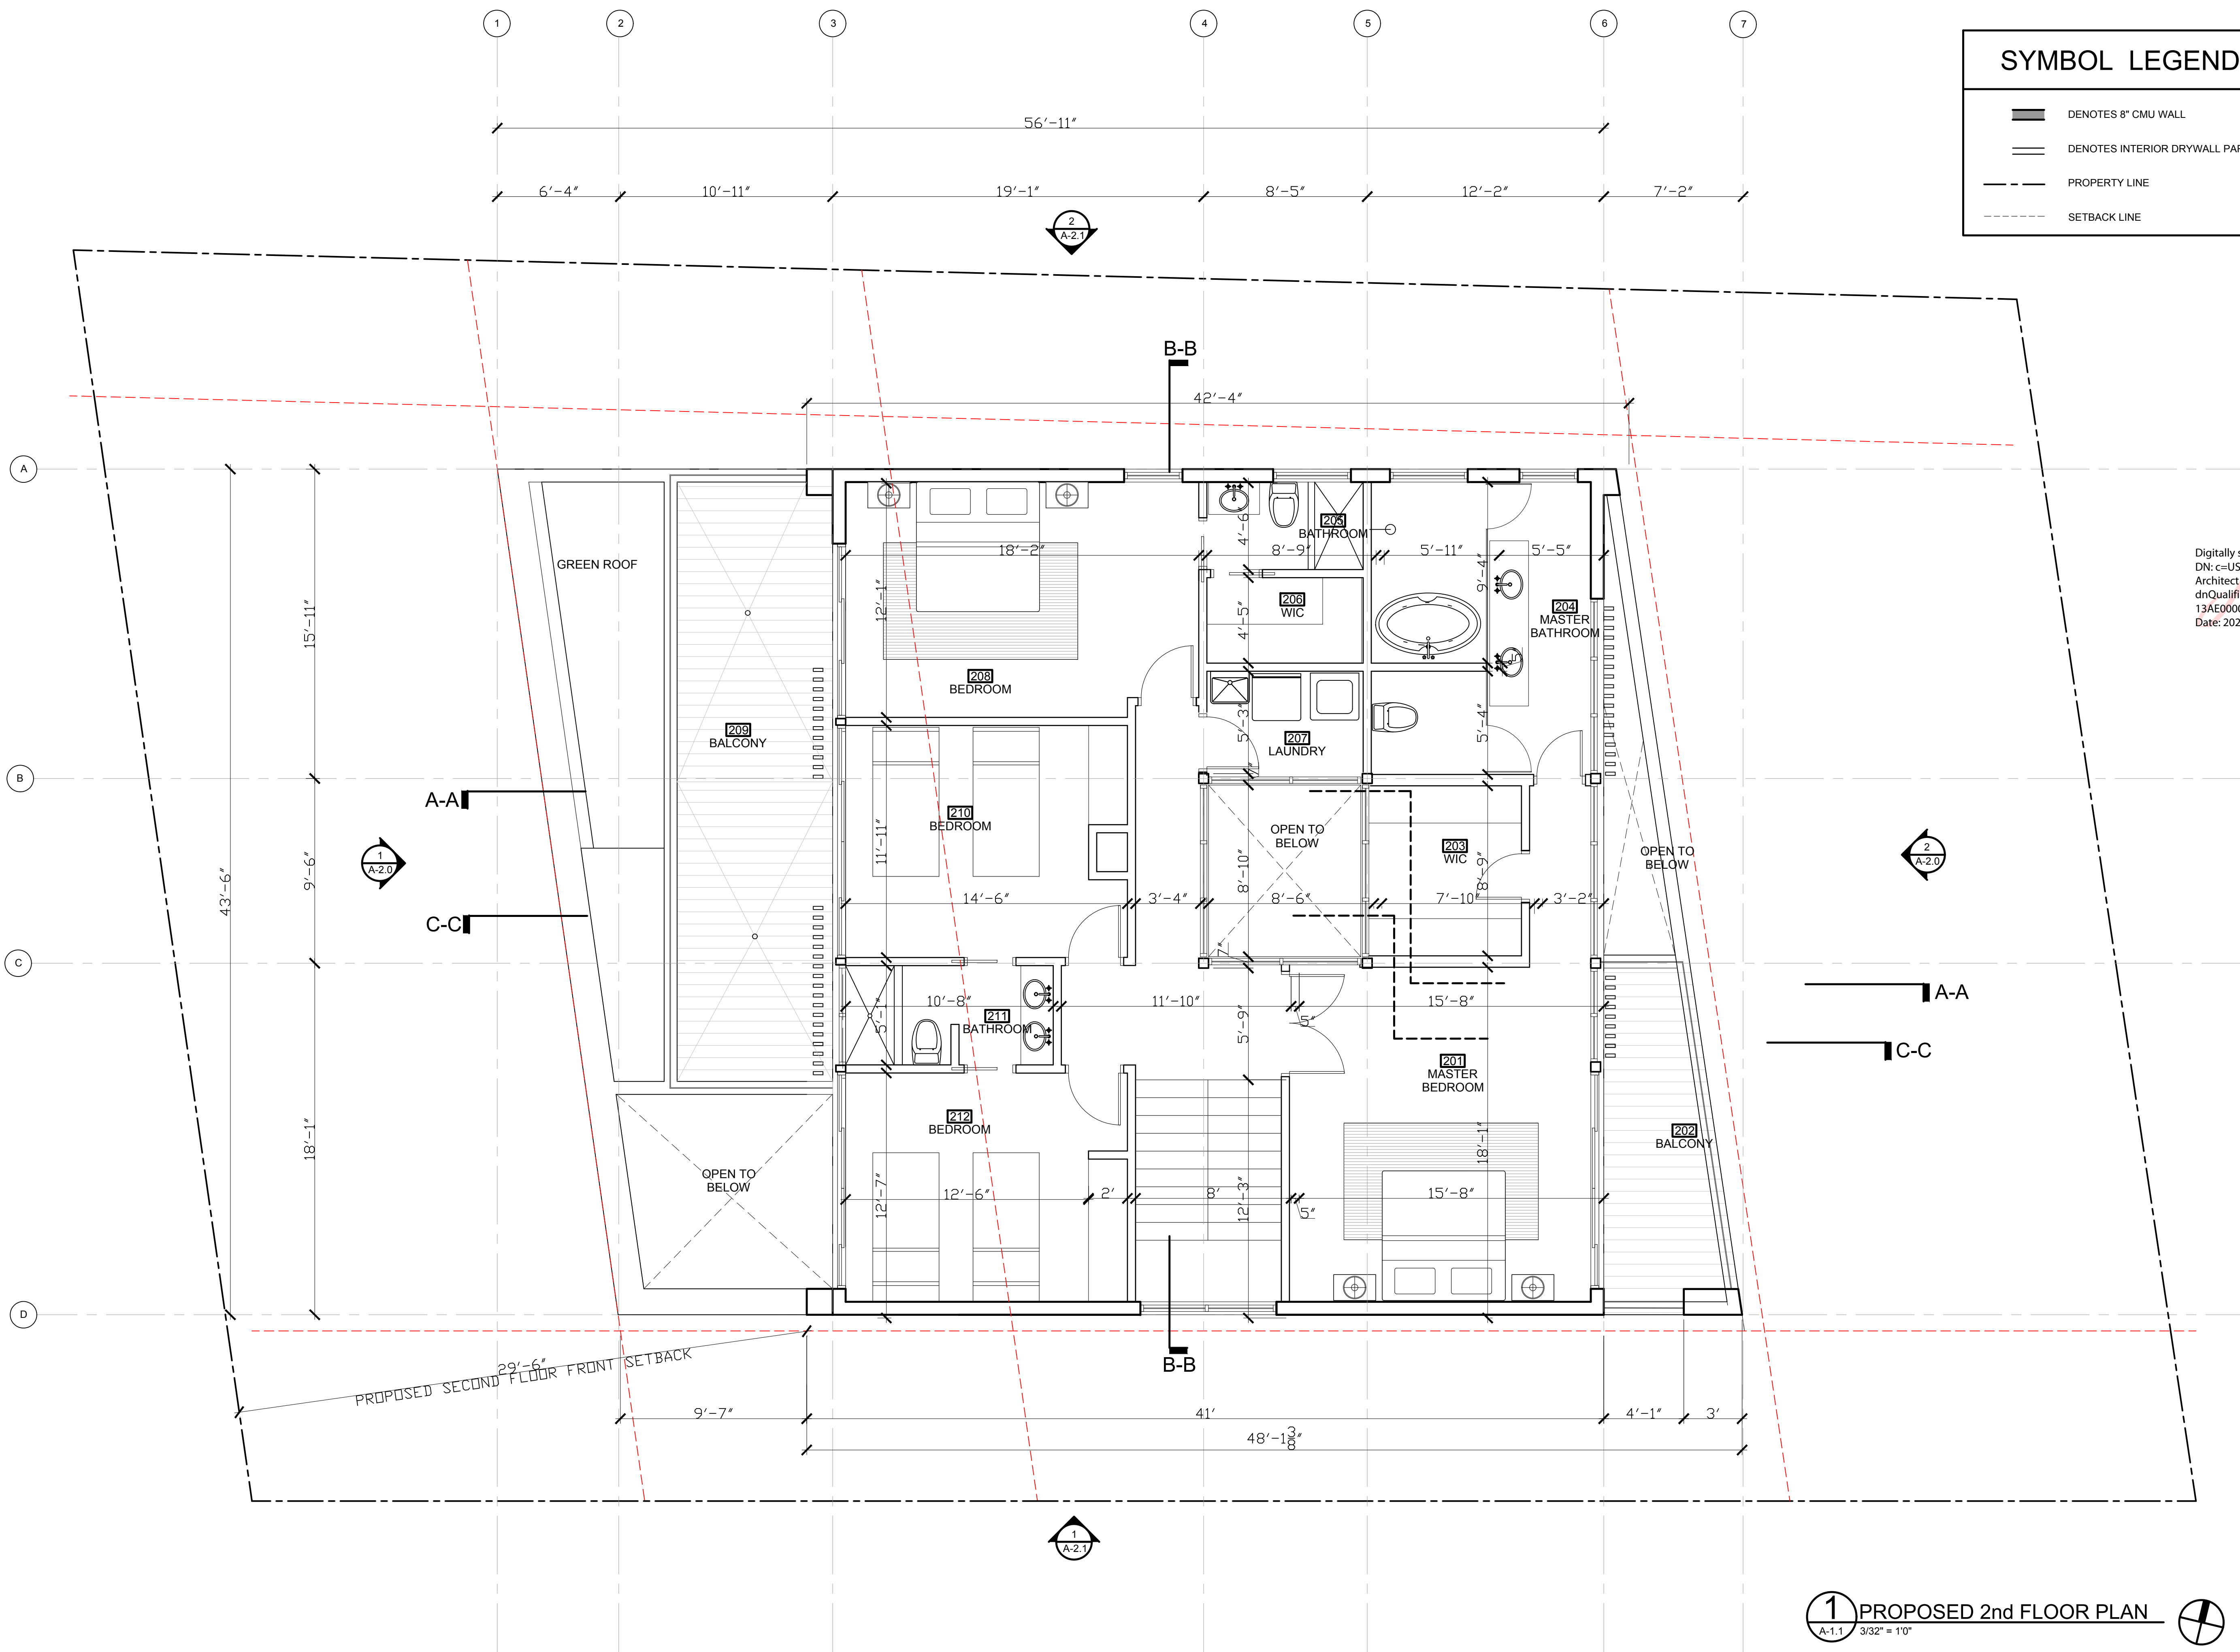 1
2
3
4
5
6
7
SYMBOL LEGEND
DENOTES 8" CMU WALL
DENOTES INTERIOR DRYWALL
PROPERTY LINE
SETBACK LINE
56'-11"
6'-4"
10'-11"
19'-1"
8'-5"
12'-2"
7'-2"
2
A-2.1
B-B
42'-4"
A
B
C
D
43'-6"
15'-11"
9'-6"
18'-1"
Digitally
DN: c=US
Architect
Date:
GREEN ROOF
18'-2"
12'-1"
208
BEDROOM
4'-6"
205
BATHROOM
8'-9"
5'-11"
5'-5"
9'-4"
206
WIC
4'-5"
204
MASTER
BATHROOM
5"
209
BALCONY
5'-3"
207
LAUNDRY
5'-4"
A-A
1
A-2.0
C-C
210
BEDROOM
11'-11"
14'-6"
3'-4"
OPEN TO
BELOW
8'-10"
8'-6"
7"
203
WIC
8'-9"
7'-10"
3'-2"
OPEN TO
BELOW
2
A-2.0
A-A
C-C
10'-8"
5'-1"
211
BATHROOM
11'-10"
5'-9"
5"
15'-8"
201
MASTER
BEDROOM
18'-1"
212
BEDROOM
12'-7"
12'-6"
2'
8'
12'-3"
5"
15'-8"
202
BALCONY
OPEN TO
BELOW
B-B
29'-6"
PROPOSED SECOND FLOOR FRONT SETBACK
9'-7"
41'
4'-1"
3'
48'-1 3/8"
1
A-2.1
1
A-1.1
PROPOSED 2nd FLOOR PLAN
3/32" = 1'0"